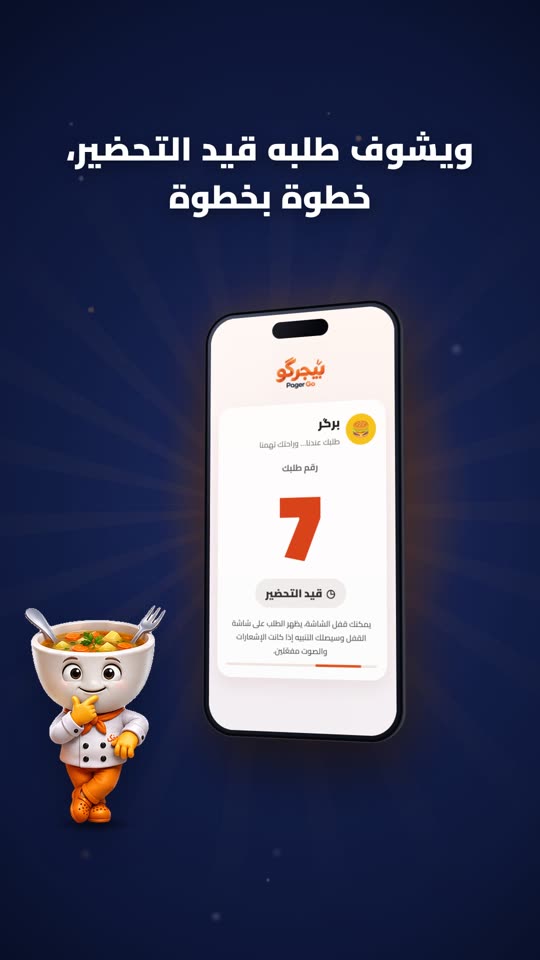 ويشوف طلبه قيد التحضير،
خطوة بخطوة
بيجرگو
Pager Go
برگر
طلبك عندنا... وراحتك تهمنا
رقم طلبك
7
قيد التحضير
يمكنك قفل الشاشة، يظهر الطلب على شاشة
القفل وسيصلك التنبيه إذا كانت الإشعارات
والصوت مفعّلين.